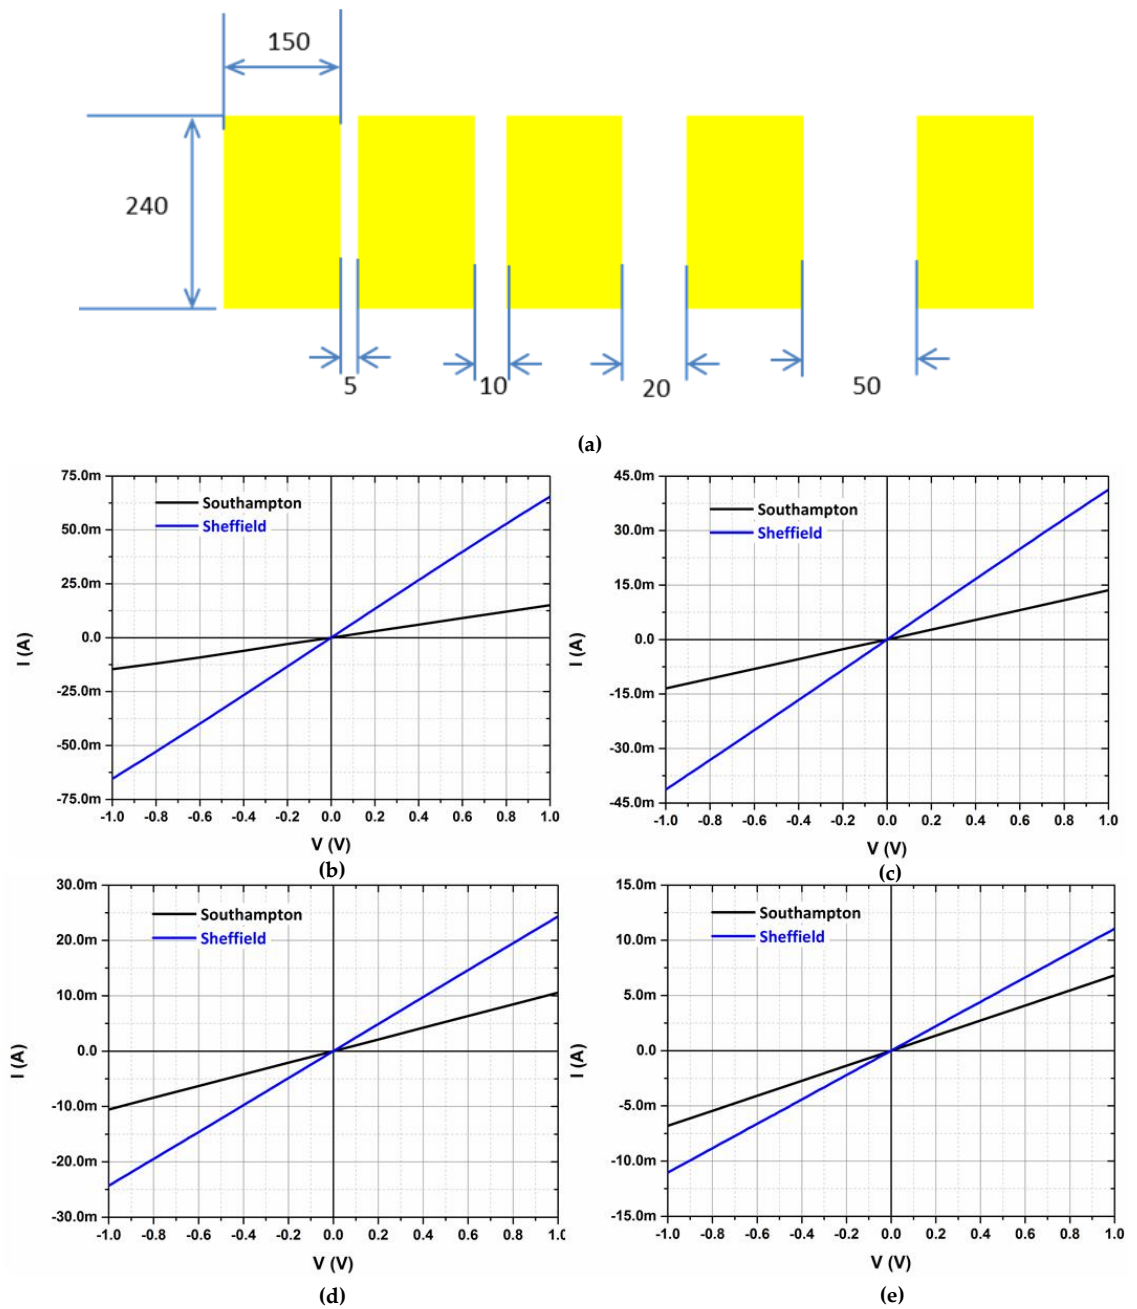 150
240
5
10
20
50
(a)
75.0m
50.0m
25.0m
0.0
-25.0m
-50.0m
-75.0m
I (A)
Southampton
Sheffield
-1.0 -0.8 -0.6 -0.4 -0.2 0.0 0.2 0.4 0.6 0.8 1.0
V (V)
(b)
45.0m
30.0m
15.0m
0.0
-15.0m
-30.0m
-45.0m
I (A)
Southampton
Sheffield
-1.0 -0.8 -0.6 -0.4 -0.2 0.0 0.2 0.4 0.6 0.8 1.0
V (V)
(c)
30.0m
20.0m
10.0m
0.0
-10.0m
-20.0m
-30.0m
I (A)
Southampton
Sheffield
-1.0 -0.8 -0.6 -0.4 -0.2 0.0 0.2 0.4 0.6 0.8 1.0
V (V)
(d)
15.0m
10.0m
5.0m
0.0
-5.0m
-10.0m
-15.0m
I (A)
Southampton
Sheffield
-1.0 -0.8 -0.6 -0.4 -0.2 0.0 0.2 0.4 0.6 0.8 1.0
V (V)
(e)